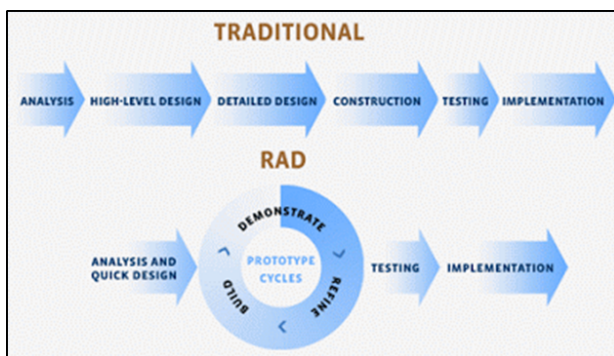 TRADITIONAL
ANALYSIS
HIGH-LEVEL DESIGN
DETAILED DESIGN
CONSTRUCTION
TESTING
IMPLEMENTATION
RAD
ANALYSIS AND
QUICK DESIGN
DEMONSTRATE
REFINE
BUILD
PROTOTYPE
CYCLES
TESTING
IMPLEMENTATION